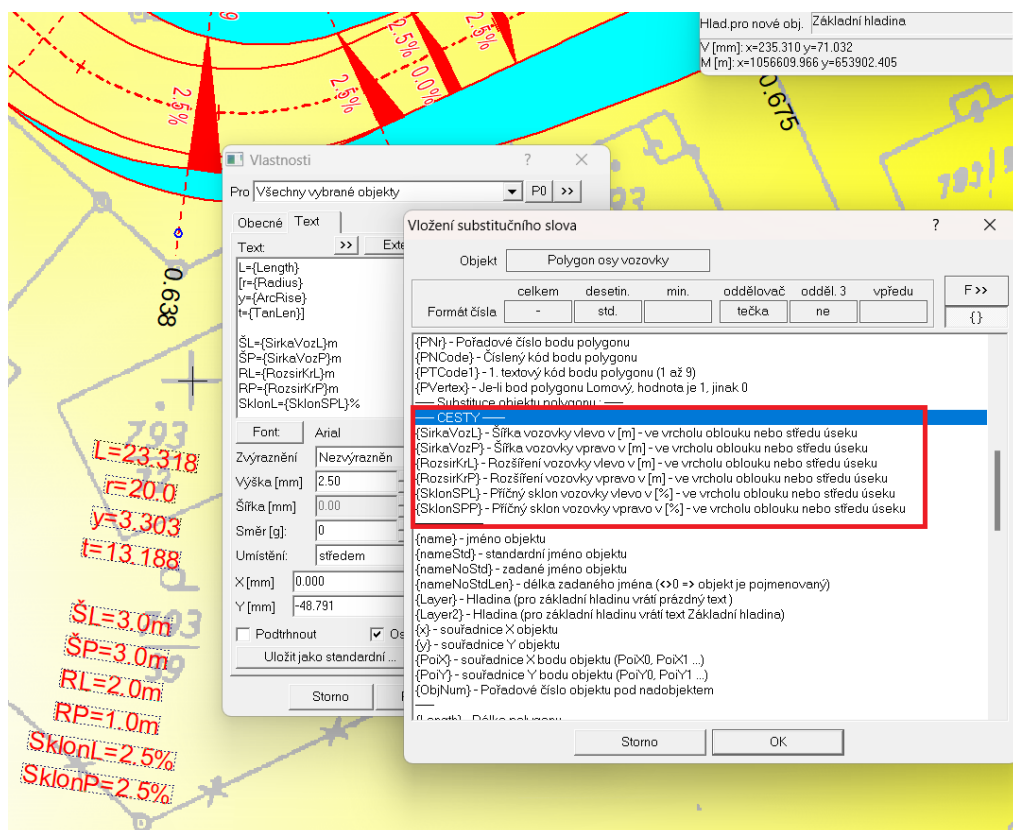 2.5%
2.5%
2.5%
0.0%
2.5%
0.675
Hlad.pro nové obj.
Základní hladina
V [mm]: x=235.310 y=71.032
M [m]: x=1056609.966 y=653902.405
793
793
0.638
793
32
793
39
L=23.318
r=20.0
y=3.303
t=13.188
ŠL=3.0m
ŠP=3.0m
RL=2.0m
RP=1.0m
SklonL=2.5%
SklonP=2.5%
Vlastnosti
?
Pro
Všechny vybrané objekty
P0
>>
Obecné
Text
Text:
>>
Exte
L={Length}
[r={Radius}
y={ArcRise}
t={TanLen}]
ŠL={SirkaVozL}m
ŠP={SirkaVozP}m
RL={RozsirKrL}m
RP={RozsirKrP}m
SklonL={SklonSPL}%
Font
Arial
Zvýraznění
Nezvýrazněn
Výška [mm]
2.50
Šířka [mm]
0.00
Směr [g]:
0
Umístění:
středem
X [mm]
0.000
Y [mm]
-48.791
Podtrhnout
Os
Uložit jako standardní ...
Storno
Vložení substitučního slova
?
Objekt
Polygon osy vozovky
celkem desetin. min. oddělovač odděl. 3 vpředu
F >>
Formát čísla
- std. tečka ne
{}
{PNr} - Pořadové číslo bodu polygonu
{PNCode} - Číslený kód bodu polygonu
{PTCode1} - 1. textový kód bodu polygonu (1 až 9)
{PVertex} - Je-li bod polygonu Lomový, hodnota je 1, jinak 0
---- Substituce objektu polygonu : ----
---- CESTY ----
{SirkaVozL} - Šířka vozovky vlevo v [m] - ve vrcholu oblouku nebo středu úseku
{SirkaVozP} - Šířka vozovky vpravo v [m] - ve vrcholu oblouku nebo středu úseku
{RozsirKrL} - Rozšíření vozovky vlevo v [m] - ve vrcholu oblouku nebo středu úseku
{RozsirKrP} - Rozšíření vozovky vpravo v [m] - ve vrcholu oblouku nebo středu úseku
{SklonSPL} - Příčný sklon vozovky vlevo v [%] - ve vrcholu oblouku nebo středu úseku
{SklonSPP} - Příčný sklon vozovky vpravo v [%] - ve vrcholu oblouku nebo středu úseku
{name} - jméno objektu
{nameStd} - standardní jméno objektu
{nameNoStd} - zadané jméno objektu
{nameNoStdLen} - délka zadaného jména (<>0 => objekt je pojmenovaný)
{Layer} - Hladina (pro základní hladinu vrátí prázdný text)
{Layer2} - Hladina (pro základní hladinu vrátí text Základní hladina)
{x} - souřadnice X objektu
{y} - souřadnice Y objektu
{PoiX} - souřadnice X bodu objektu (PoiX0, PoiX1 ...)
{PoiY} - souřadnice Y bodu objektu (PoiY0, PoiY1 ...)
{ObjNum} - Pořadové číslo objektu pod nadobjektem
{Length} - Délka polygonu
Storno
OK